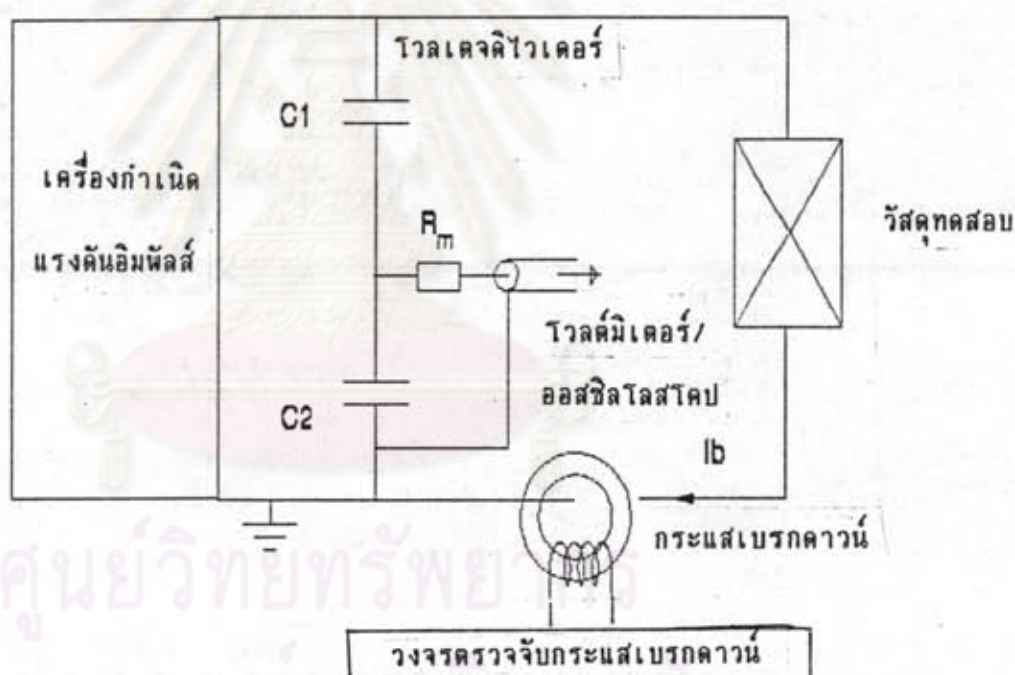 โวลเตจดิไวเดอร์
C1
เครื่องกำเนิด
แรงดันอิมพัลส์
Rm
วัสดุทดสอบ
โวลต์มิเตอร์/
ออสซิลโลสโคป
C2
Ib
กระแสเบรกดาวน์
ศูนย์วิทยทรัพยากร
วงจรตรวจจับกระแสเบรกดาวน์